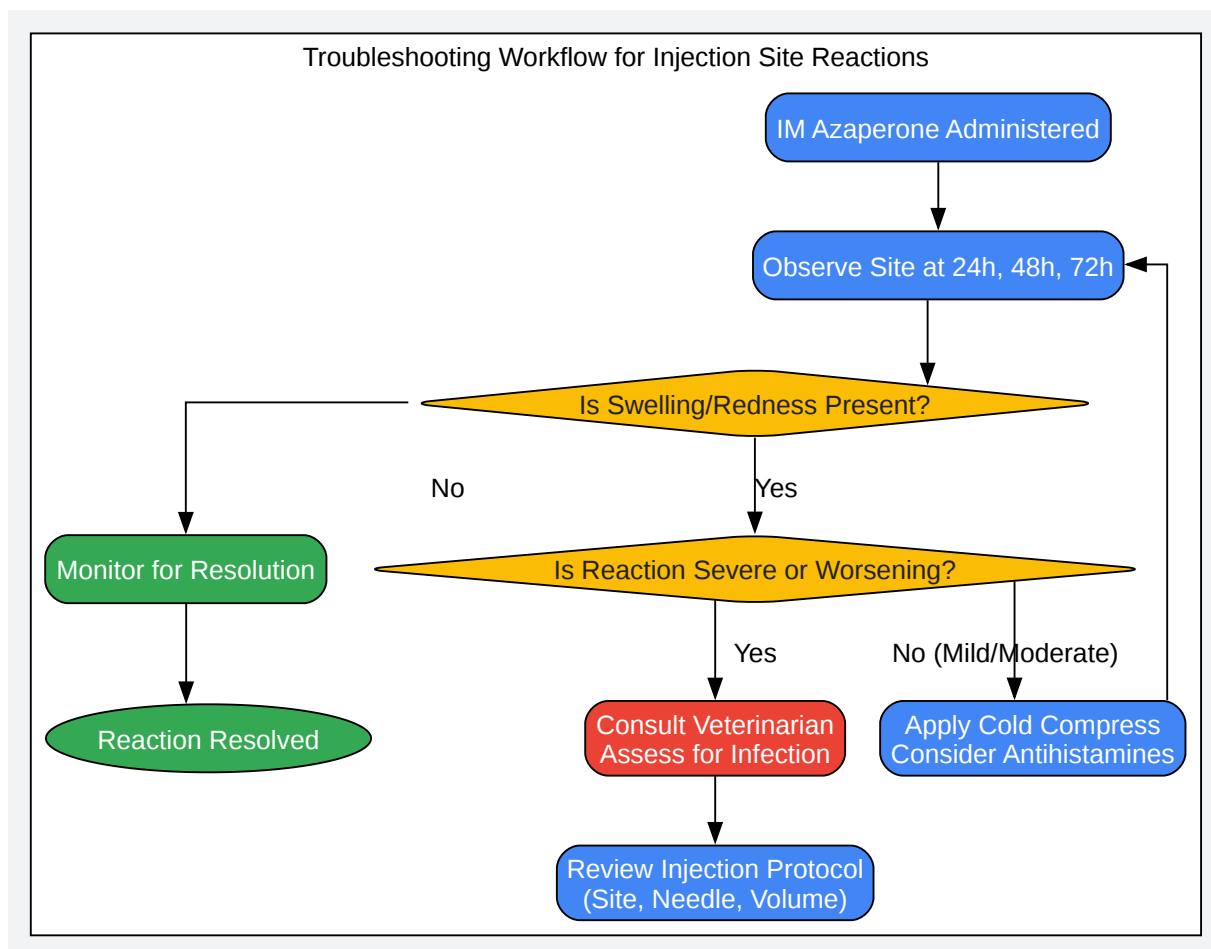 Troubleshooting Workflow for Injection Site Reactions
IM Azaperone Administered
Observe Site at 24h, 48h, 72h
Is Swelling/Redness Present?
No
Yes
Monitor for Resolution
Is Reaction Severe or Worsening?
Yes
No (Mild/Moderate)
Reaction Resolved
Consult Veterinarian
Assess for Infection
Apply Cold Compress
Consider Antihistamines
Review Injection Protocol
(Site, Needle, Volume)